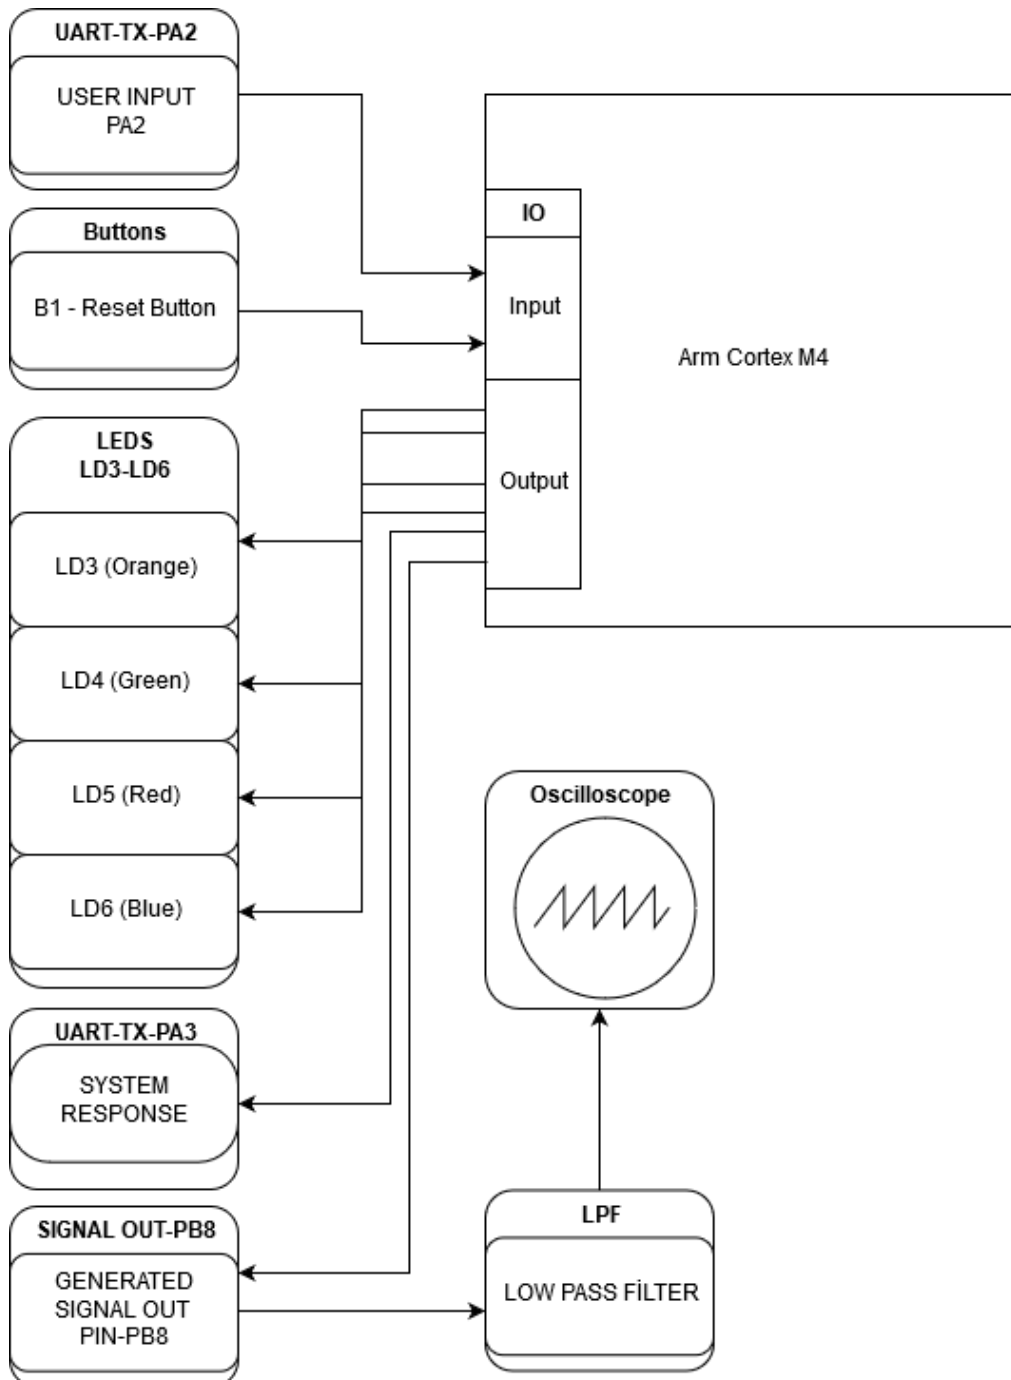 UART-TX-PA2
USER INPUT
PA2
Buttons
B1 - Reset Button
LEDS
LD3-LD6
LD3 (Orange)
LD4 (Green)
LD5 (Red)
LD6 (Blue)
UART-TX-PA3
SYSTEM
RESPONSE
SIGNAL OUT-PB8
GENERATED
SIGNAL OUT
PIN-PB8
IO
Input
Output
Arm Cortex M4
Oscilloscope
LPF
LOW PASS FİLTER